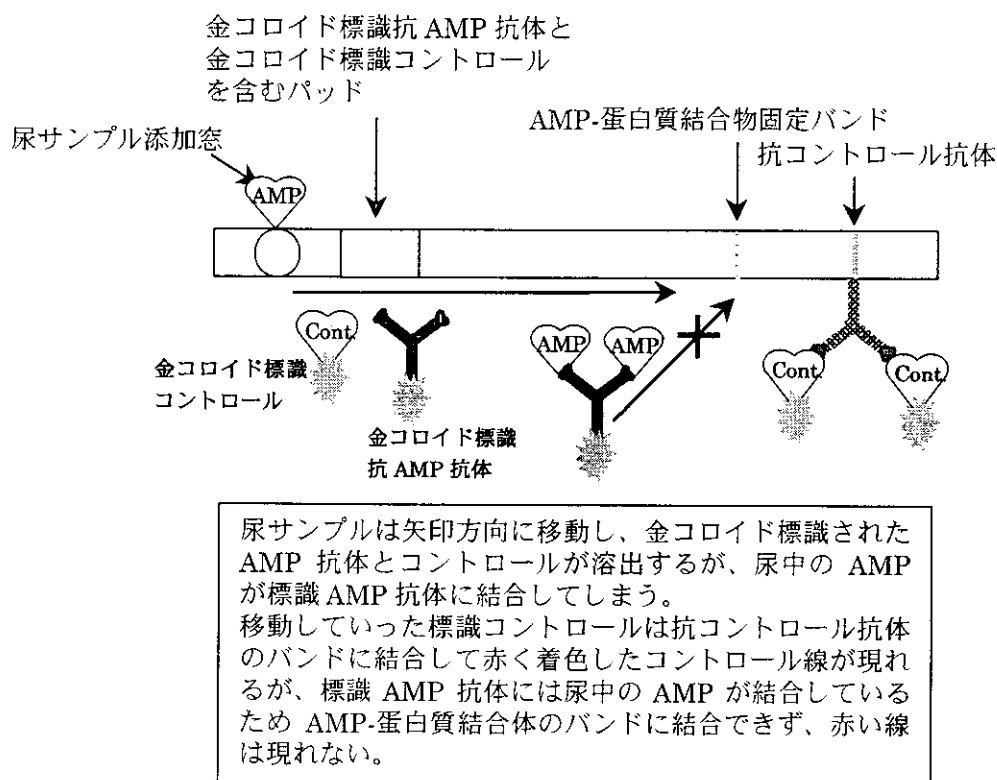 金コロイド標識抗 AMP 抗体と
金コロイド標識コントロール
を含むパッド
尿サンプル添加窓
AMP-蛋白質結合物固定バンド
抗コントロール抗体
AMP
Cont.
金コロイド標識
コントロール
金コロイド標識
抗 AMP 抗体
AMP
AMP
Cont.
Cont.
尿サンプルは矢印方向に移動し、金コロイド標識された
AMP 抗体とコントロールが溶出するが、尿中の AMP
が標識 AMP 抗体に結合してしまう。
移動していった標識コントロールは抗コントロール抗体
のバンドに結合して赤く着色したコントロール線が現れ
るが、標識 AMP 抗体には尿中の AMP が結合している
ため AMP-蛋白質結合体のバンドに結合できず、赤い線
は現れない。